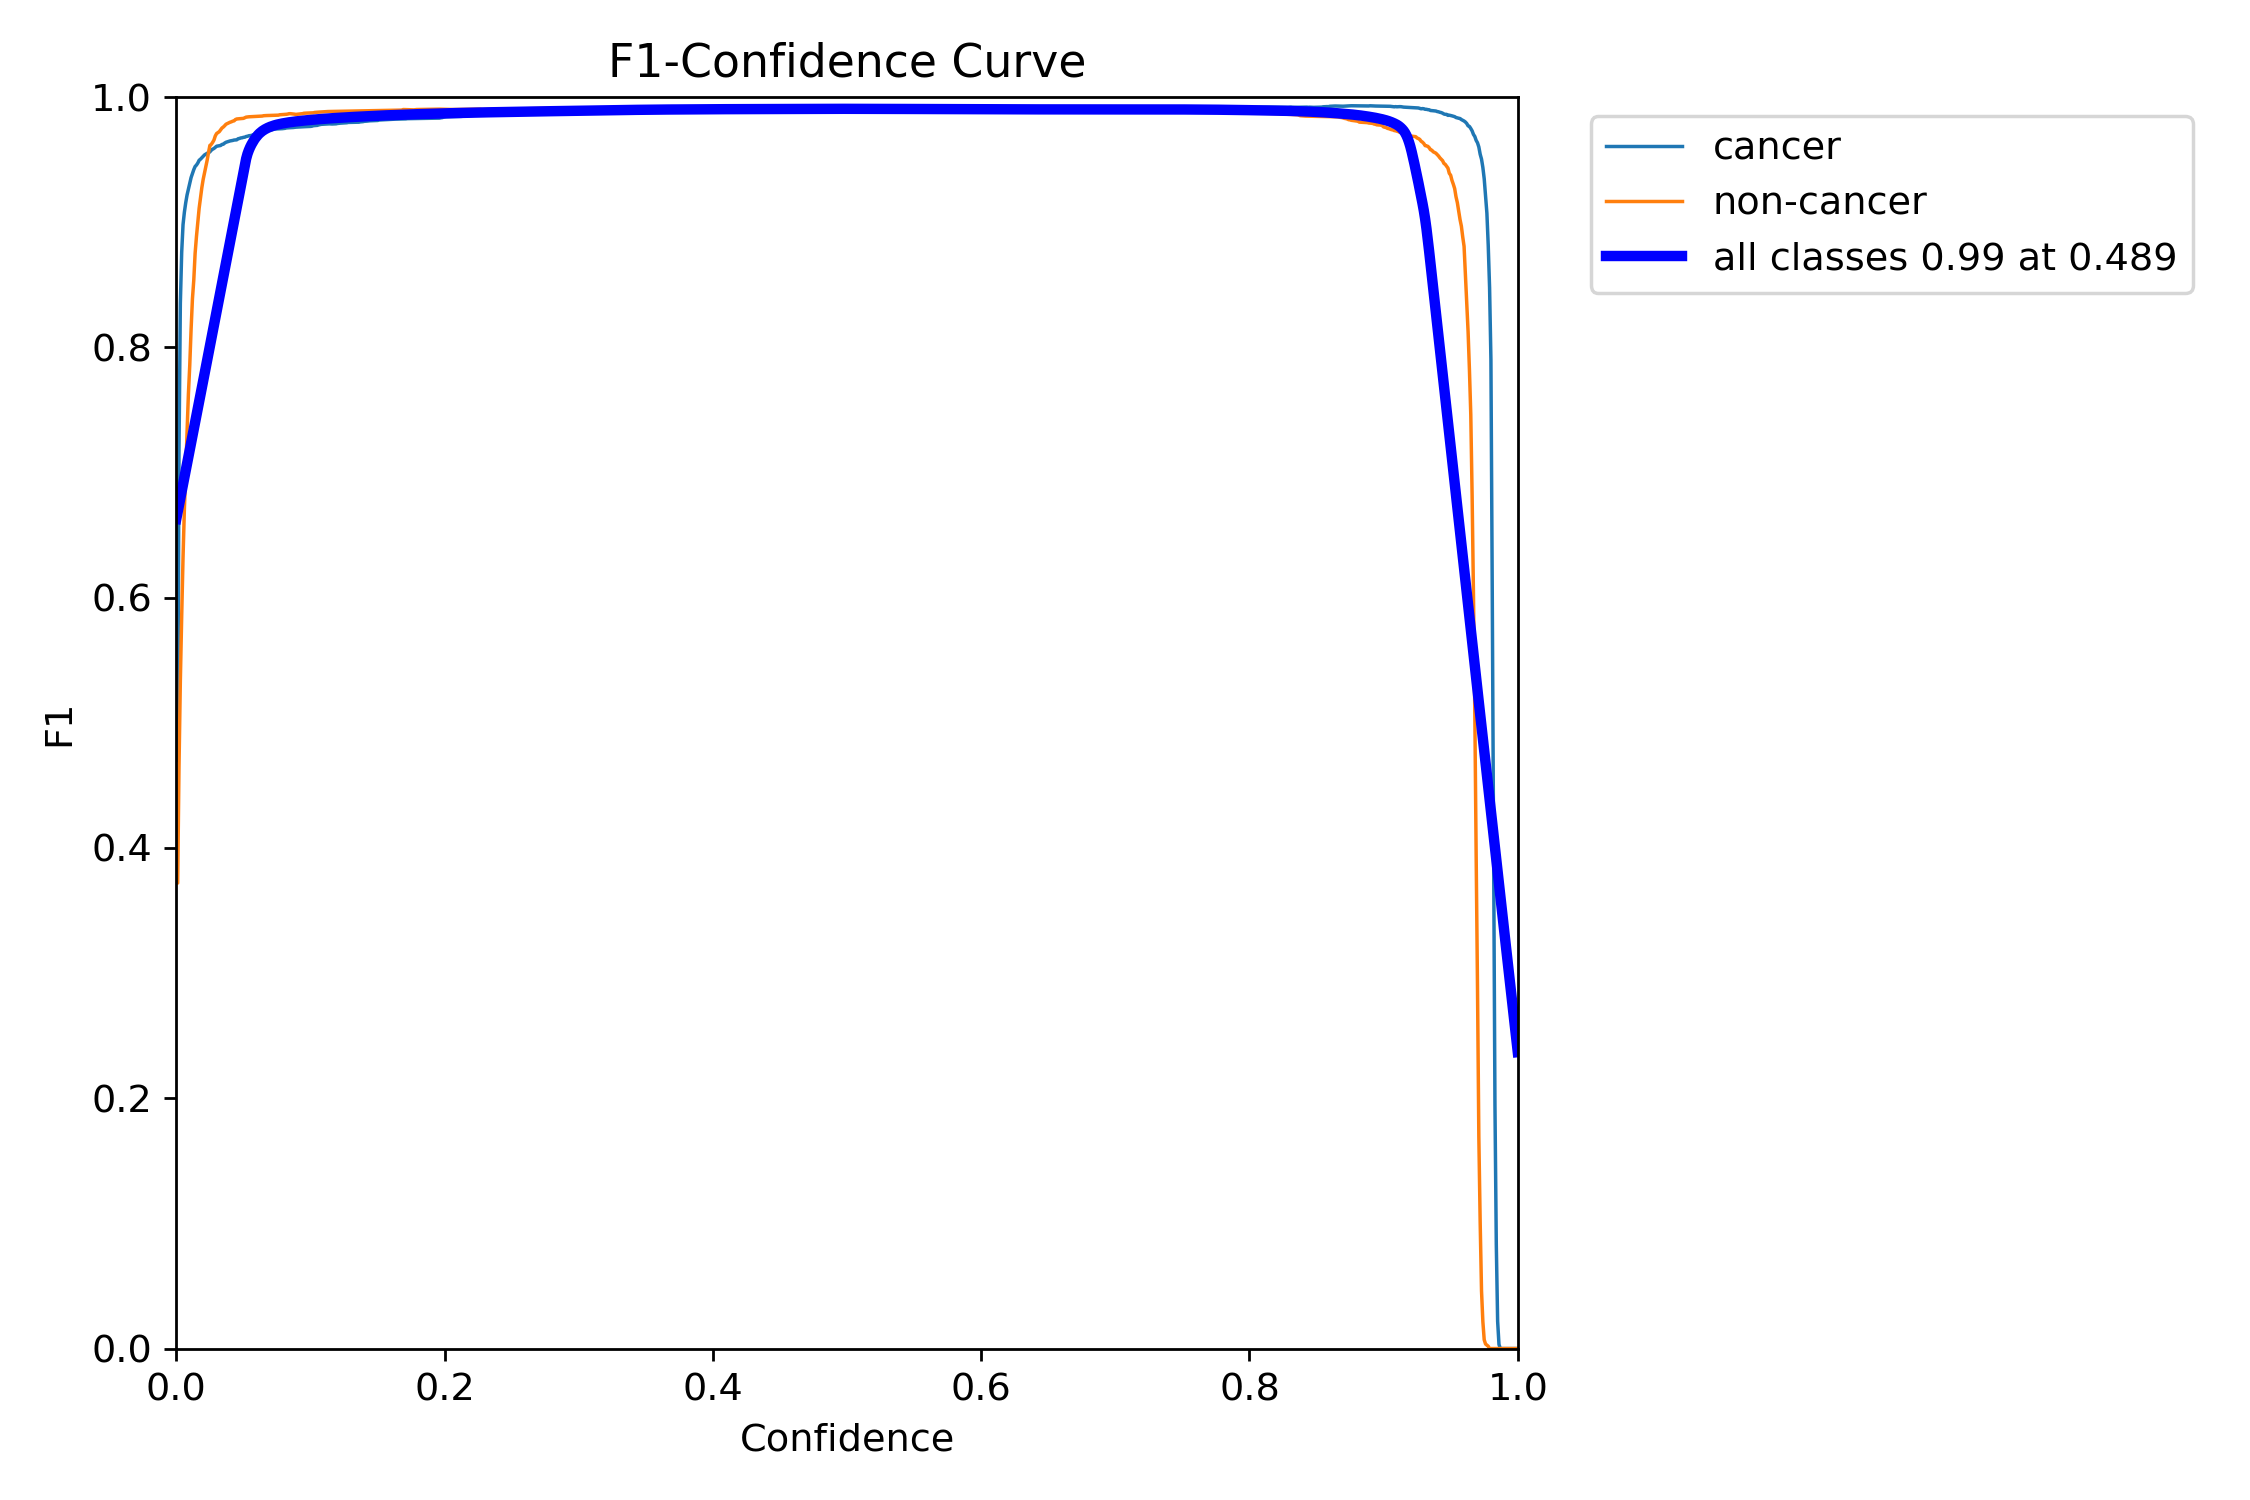 F1-Confidence Curve
1.0
0.8
0.6
0.4
0.2
0.0
F1
0.0 0.2 0.4 0.6 0.8 1.0
Confidence
cancer
non-cancer
all classes 0.99 at 0.489